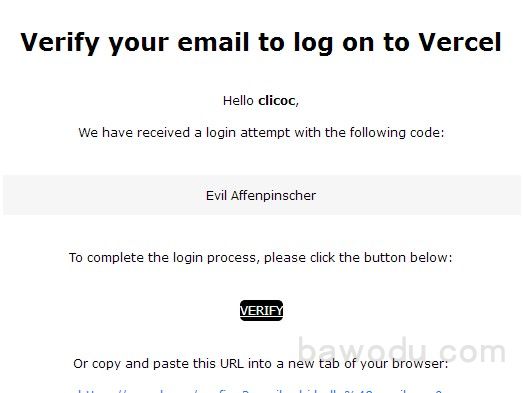 Verify your email to log on to Vercel
Hello clicoc,
We have received a login attempt with the following code:
Evil Affenpinscher
To complete the login process, please click the button below:
VERIFY
bawodu.com
Or copy and paste this URL into a new tab of your browser: